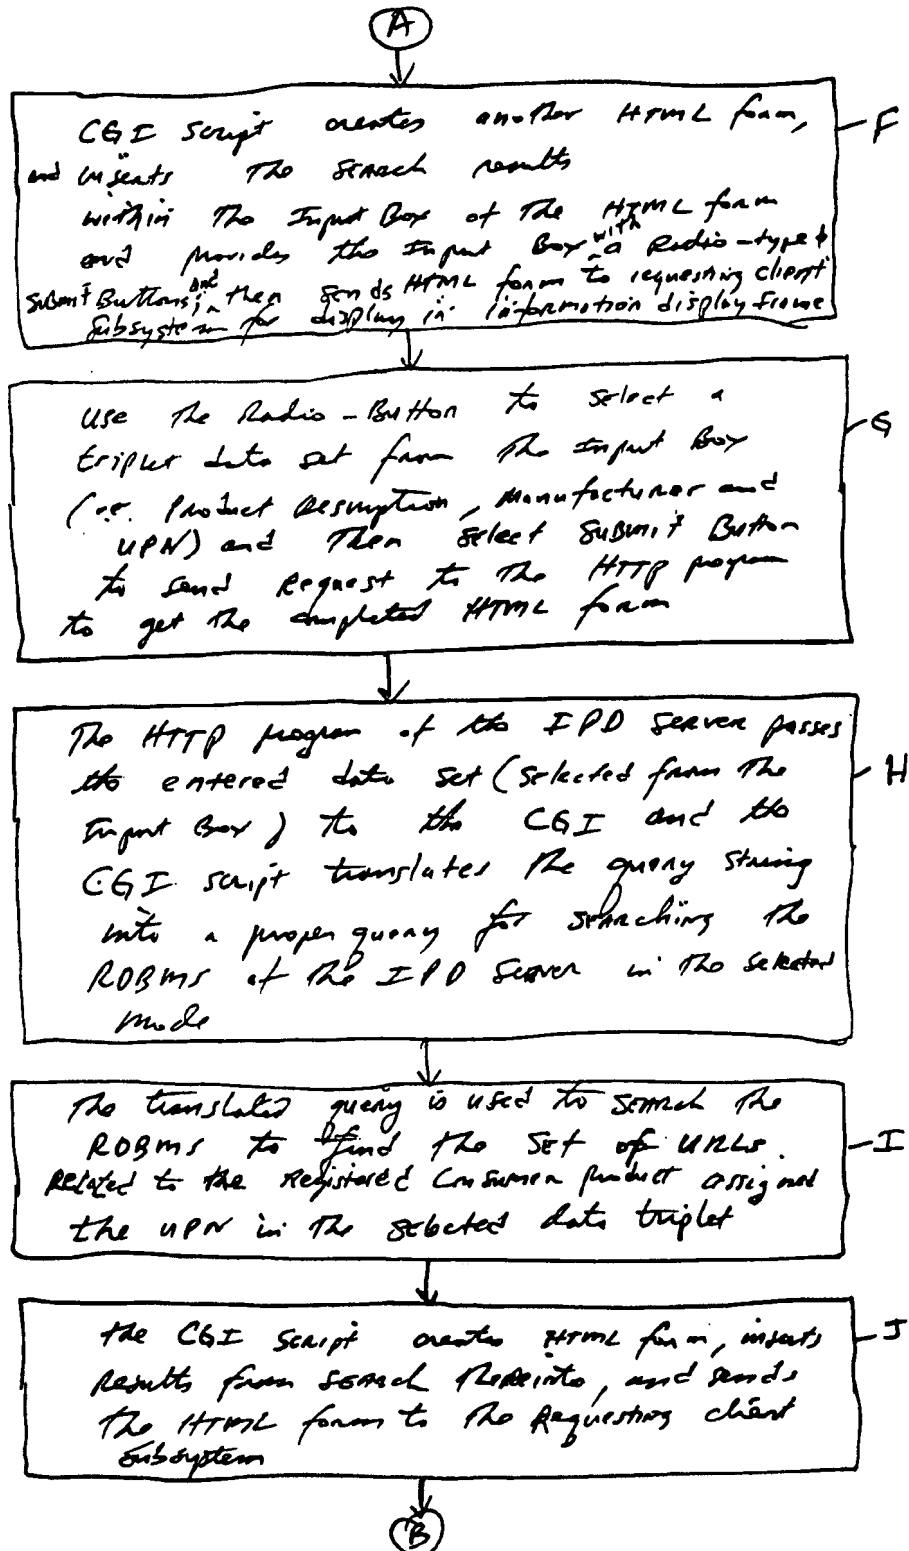 A
CGI script creates another HTML form,
and inserts the search results
within the Input Box of the HTML form
and provides the Input Box with a Radio-type &
Submit Buttons; and then sends HTML form to requesting client
subsystem for display in information display frame
F
Use the Radio-Button to select a
triplet data set from the Input Box
(i.e. Product Description, Manufacturer and
UPN) and then select Submit Button
to send Request to the HTTP program
to get the completed HTML form
G
The HTTP program of the IPD Server passes
the entered data set (selected from the
Input Box) to the CGI and the
CGI script translates the query string
into a proper query for searching the
RDBMS of the IPD Server in the selected
mode
H
The translated query is used to search the
RDBMS to find the set of URLs
Related to the Registered Consumer product assigned
the UPN in the selected data triplet
I
the CGI Script creates HTML form, inserts
Results from search thereinto, and sends
the HTML form to the Requesting client
subsystem
J
B